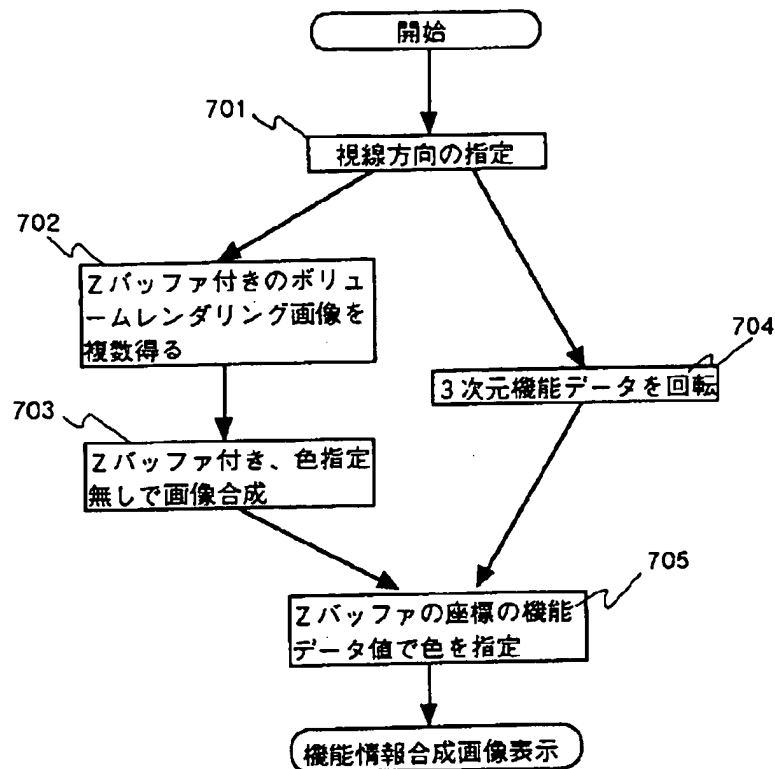 開始
701
視線方向の指定
702
Zバッファ付きのボリュ
ームレンダリング画像を
複数得る
704
3次元機能データを回転
703
Zバッファ付き、色指定
無しで画像合成
705
Zバッファの座標の機能
データ値で色を指定
機能情報合成画像表示